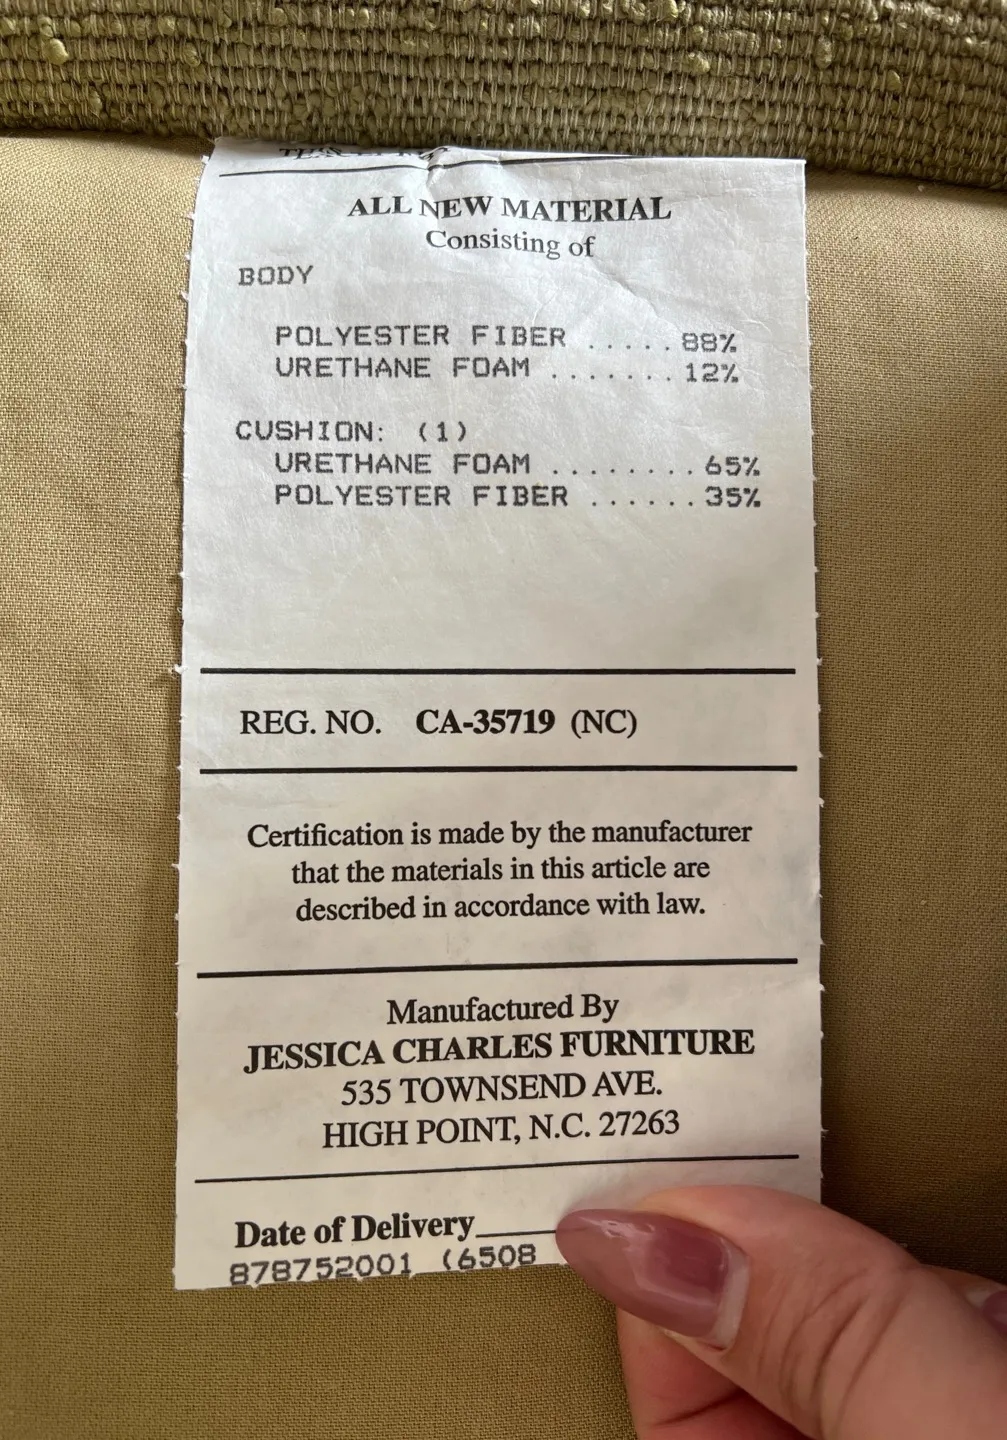 ALL NEW MATERIAL
Consisting of
BODY
POLYESTER FIBER ..... 88%
URETHANE FOAM ....... 12%
CUSHION: (1)
URETHANE FOAM ........ 65%
POLYESTER FIBER ...... 35%
REG. NO. CA-35719 (NC)
Certification is made by the manufacturer
that the materials in this article are
described in accordance with law.
Manufactured By
JESSICA CHARLES FURNITURE
535 TOWNSEND AVE.
HIGH POINT, N.C. 27263
Date of Delivery
878752001 (6508